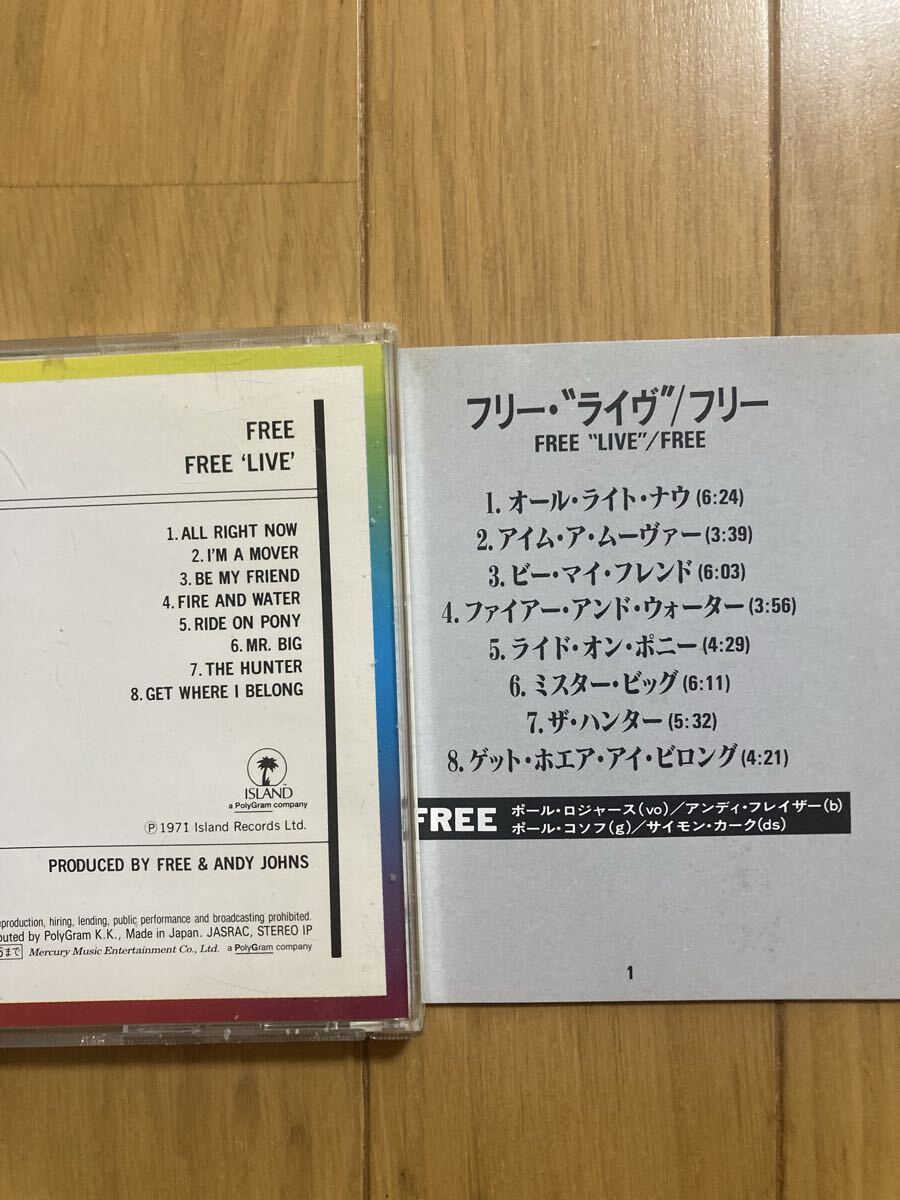 FREE
FREE ‘LIVE’
1. ALL RIGHT NOW
2. I'M A MOVER
3. BE MY FRIEND
4. FIRE AND WATER
5. RIDE ON PONY
6. MR. BIG
7. THE HUNTER
8. GET WHERE I BELONG
ISLAND
a PolyGram company
Ⓟ 1971 Island Records Ltd.
PRODUCED BY FREE & ANDY JOHNS
eproduction, hiring, lending, public performance and broadcasting prohibited.
buted by PolyGram K.K., Made in Japan. JASRAC, STEREO IP
まで Mercury Music Entertainment Co., Ltd. a PolyGram company
フリー・“ライヴ”/フリー
FREE “LIVE”/FREE
1. オール・ライト・ナウ(6:24)
2. アイム・ア・ムーヴァー(3:39)
3. ビー・マイ・フレンド(6:03)
4. ファイアー・アンド・ウォーター(3:56)
5. ライド・オン・ポニー(4:29)
6. ミスター・ビッグ(6:11)
7. ザ・ハンター(5:32)
8. ゲット・ホエア・アイ・ビロング(4:21)
FREE ポール・ロジャース(vo)/アンディ・フレイザー(b)
ポール・コソフ(g)/サイモン・カーク(ds)
1